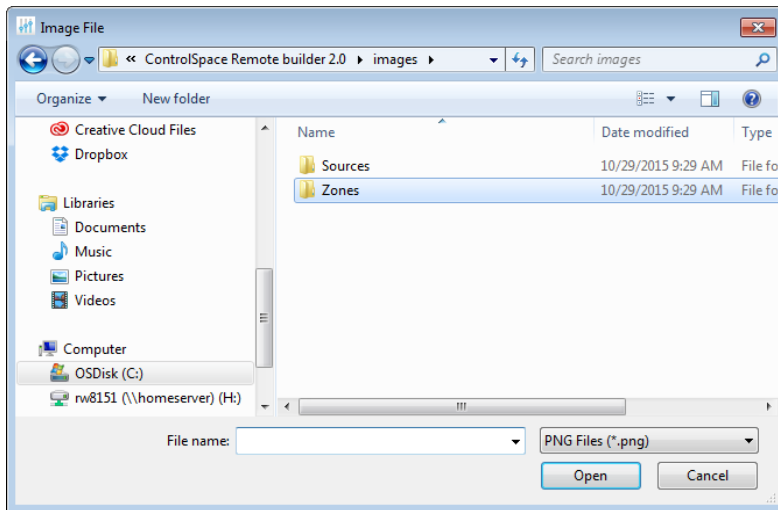 Image File
« ControlSpace Remote builder 2.0 ▸ images ▸
Search images
Organize ▾ New folder
Creative Cloud Files
Dropbox
Libraries
Documents
Music
Pictures
Videos
Computer
OSDisk (C:)
rw8151 (\\homeserver) (H:)
Name Date modified Type
Sources 10/29/2015 9:29 AM File fo
Zones 10/29/2015 9:29 AM File fo
File name: PNG Files (*.png)
Open Cancel